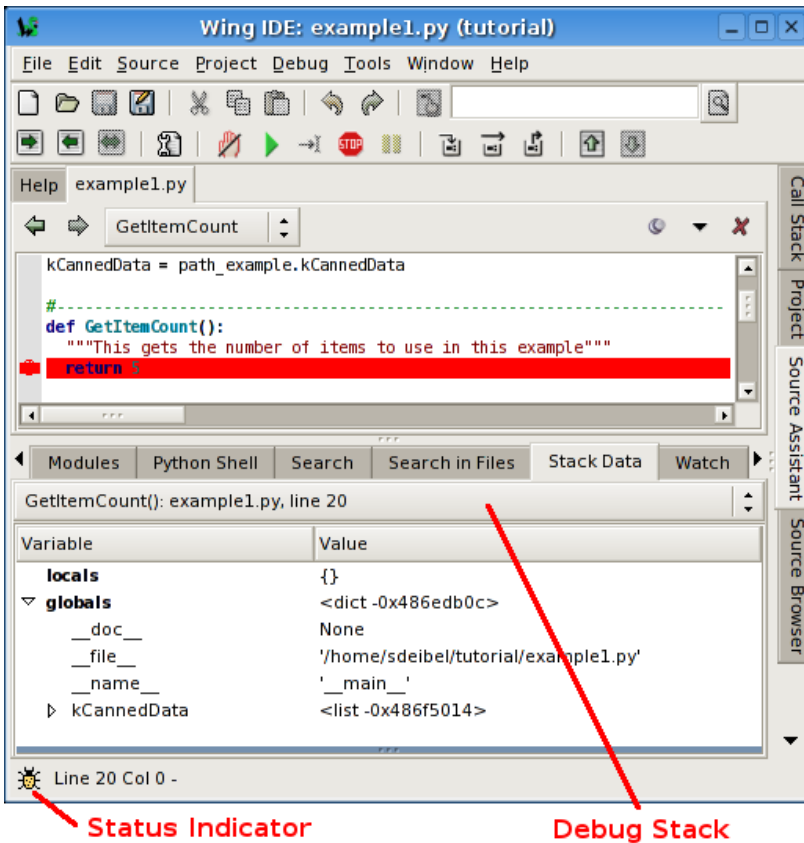 Wing IDE: example1.py (tutorial)
File Edit Source Project Debug Tools Window Help
STOP
Help example1.py
GetItemCount
kCannedData = path_example.kCannedData
#----------------------------------------------------------------------
def GetItemCount():
"""This gets the number of items to use in this example"""
return 5
Modules Python Shell Search Search in Files Stack Data Watch
GetItemCount(): example1.py, line 20
Variable Value
locals {}
globals <dict -0x486edb0c>
__doc__ None
__file__ '/home/sdeibel/tutorial/example1.py'
__name__ '__main__'
kCannedData <list -0x486f5014>
Line 20 Col 0 -
Call Stack
Project
Source Assistant
Source Browser
Status Indicator
Debug Stack